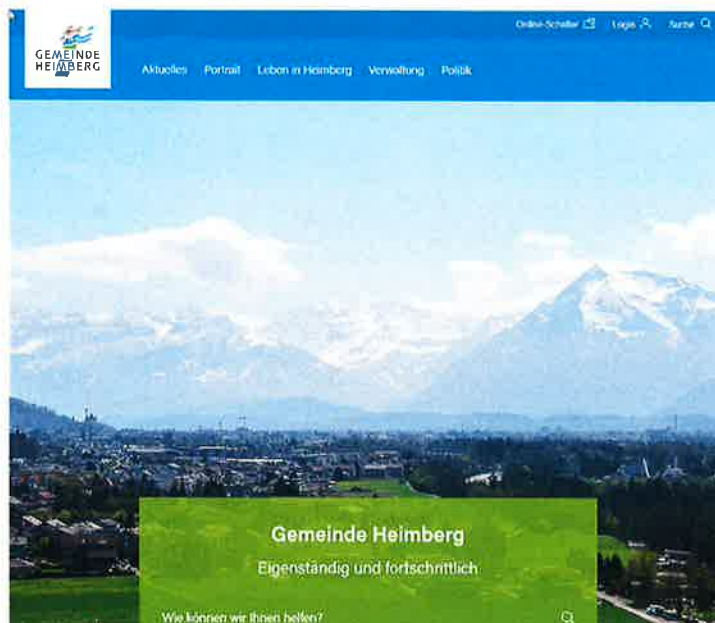 Online-Schalter Login Suche
GEMEINDE
HEIMBERG
Aktuelles Portrait Leben in Heimberg Verwaltung Politik
Gemeinde Heimberg
Eigenständig und fortschrittlich
Wie können wir Ihnen helfen?